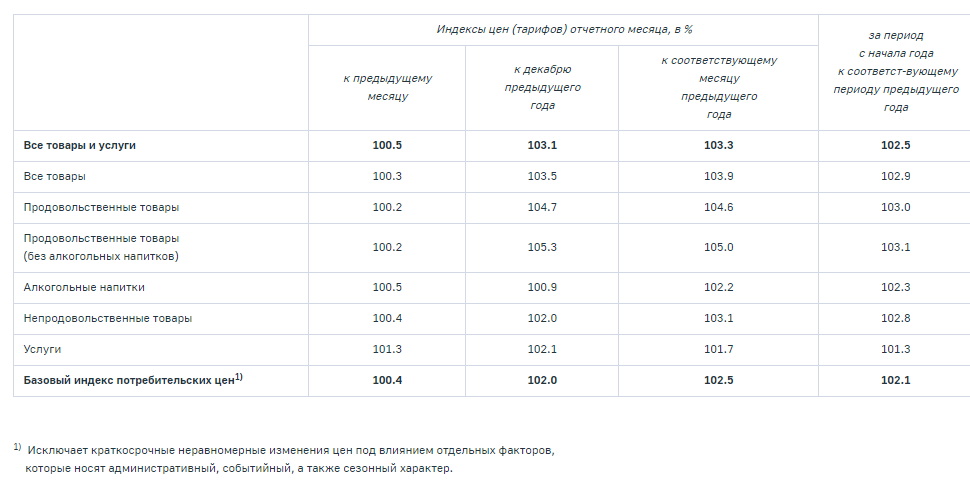 Индексы цен (тарифов) отчетного месяца, в %
за период
с начала года
к соответст-вующему
периоду предыдущего
года
к предыдущему
месяцу
к декабрю
предыдущего
года
к соответствующему
месяцу
предыдущего
года
Все товары и услуги 100.5 103.1 103.3 102.5
Все товары 100.3 103.5 103.9 102.9
Продовольственные товары 100.2 104.7 104.6 103.0
Продовольственные товары
(без алкогольных напитков) 100.2 105.3 105.0 103.1
Алкогольные напитки 100.5 100.9 102.2 102.3
Непродовольственные товары 100.4 102.0 103.1 102.8
Услуги 101.3 102.1 101.7 101.3
Базовый индекс потребительских цен1) 100.4 102.0 102.5 102.1
1) Исключает краткосрочные неравномерные изменения цен под влиянием отдельных факторов,
которые носят административный, событийный, а также сезонный характер.